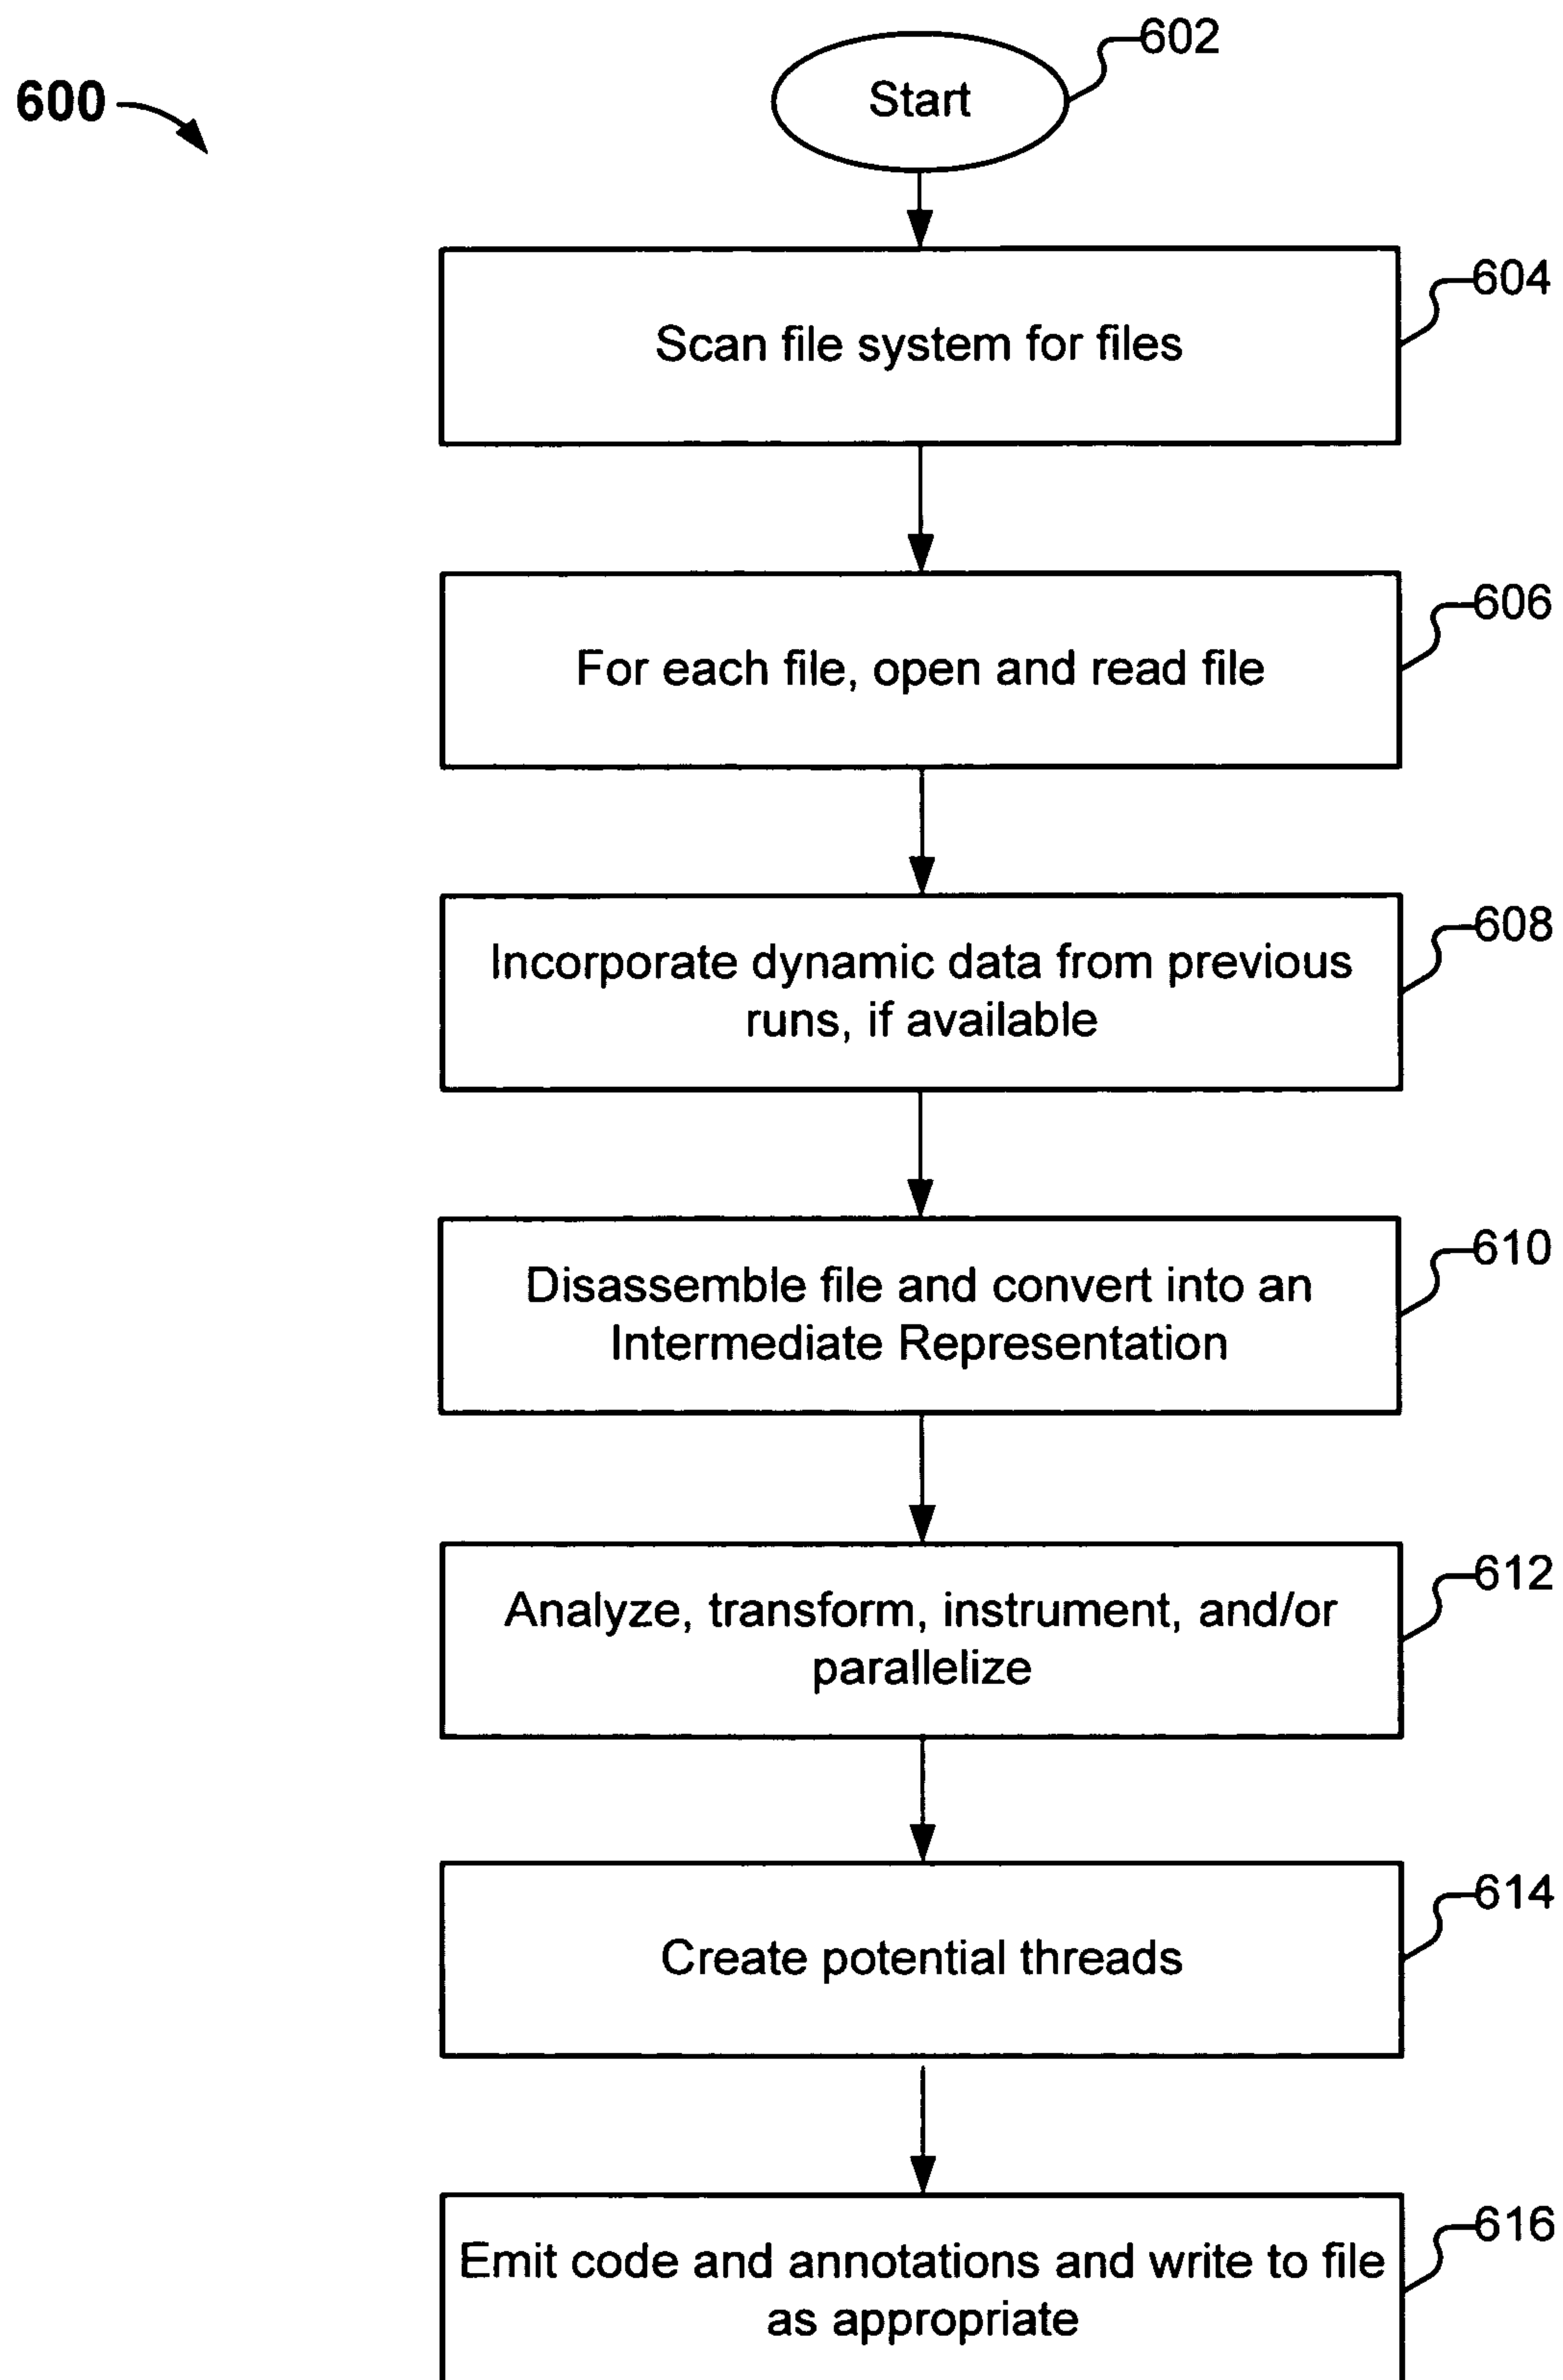 602
600
Start
604
Scan file system for files
606
For each file, open and read file
608
Incorporate dynamic data from previous
runs, if available
610
Disassemble file and convert into an
Intermediate Representation
612
Analyze, transform, instrument, and/or
parallelize
614
Create potential threads
616
Emit code and annotations and write to file
as appropriate